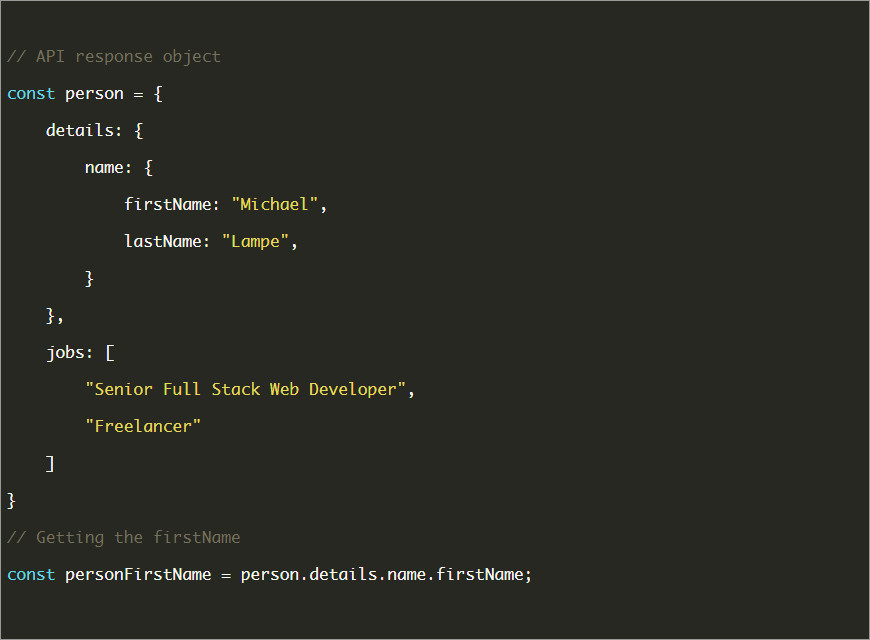 // API response object
const person = {
    details: {
        name: {
            firstName: "Michael",
            lastName: "Lampe",
        }
    },
    jobs: [
        "Senior Full Stack Web Developer",
        "Freelancer"
    ]
}
// Getting the firstName
const personFirstName = person.details.name.firstName;